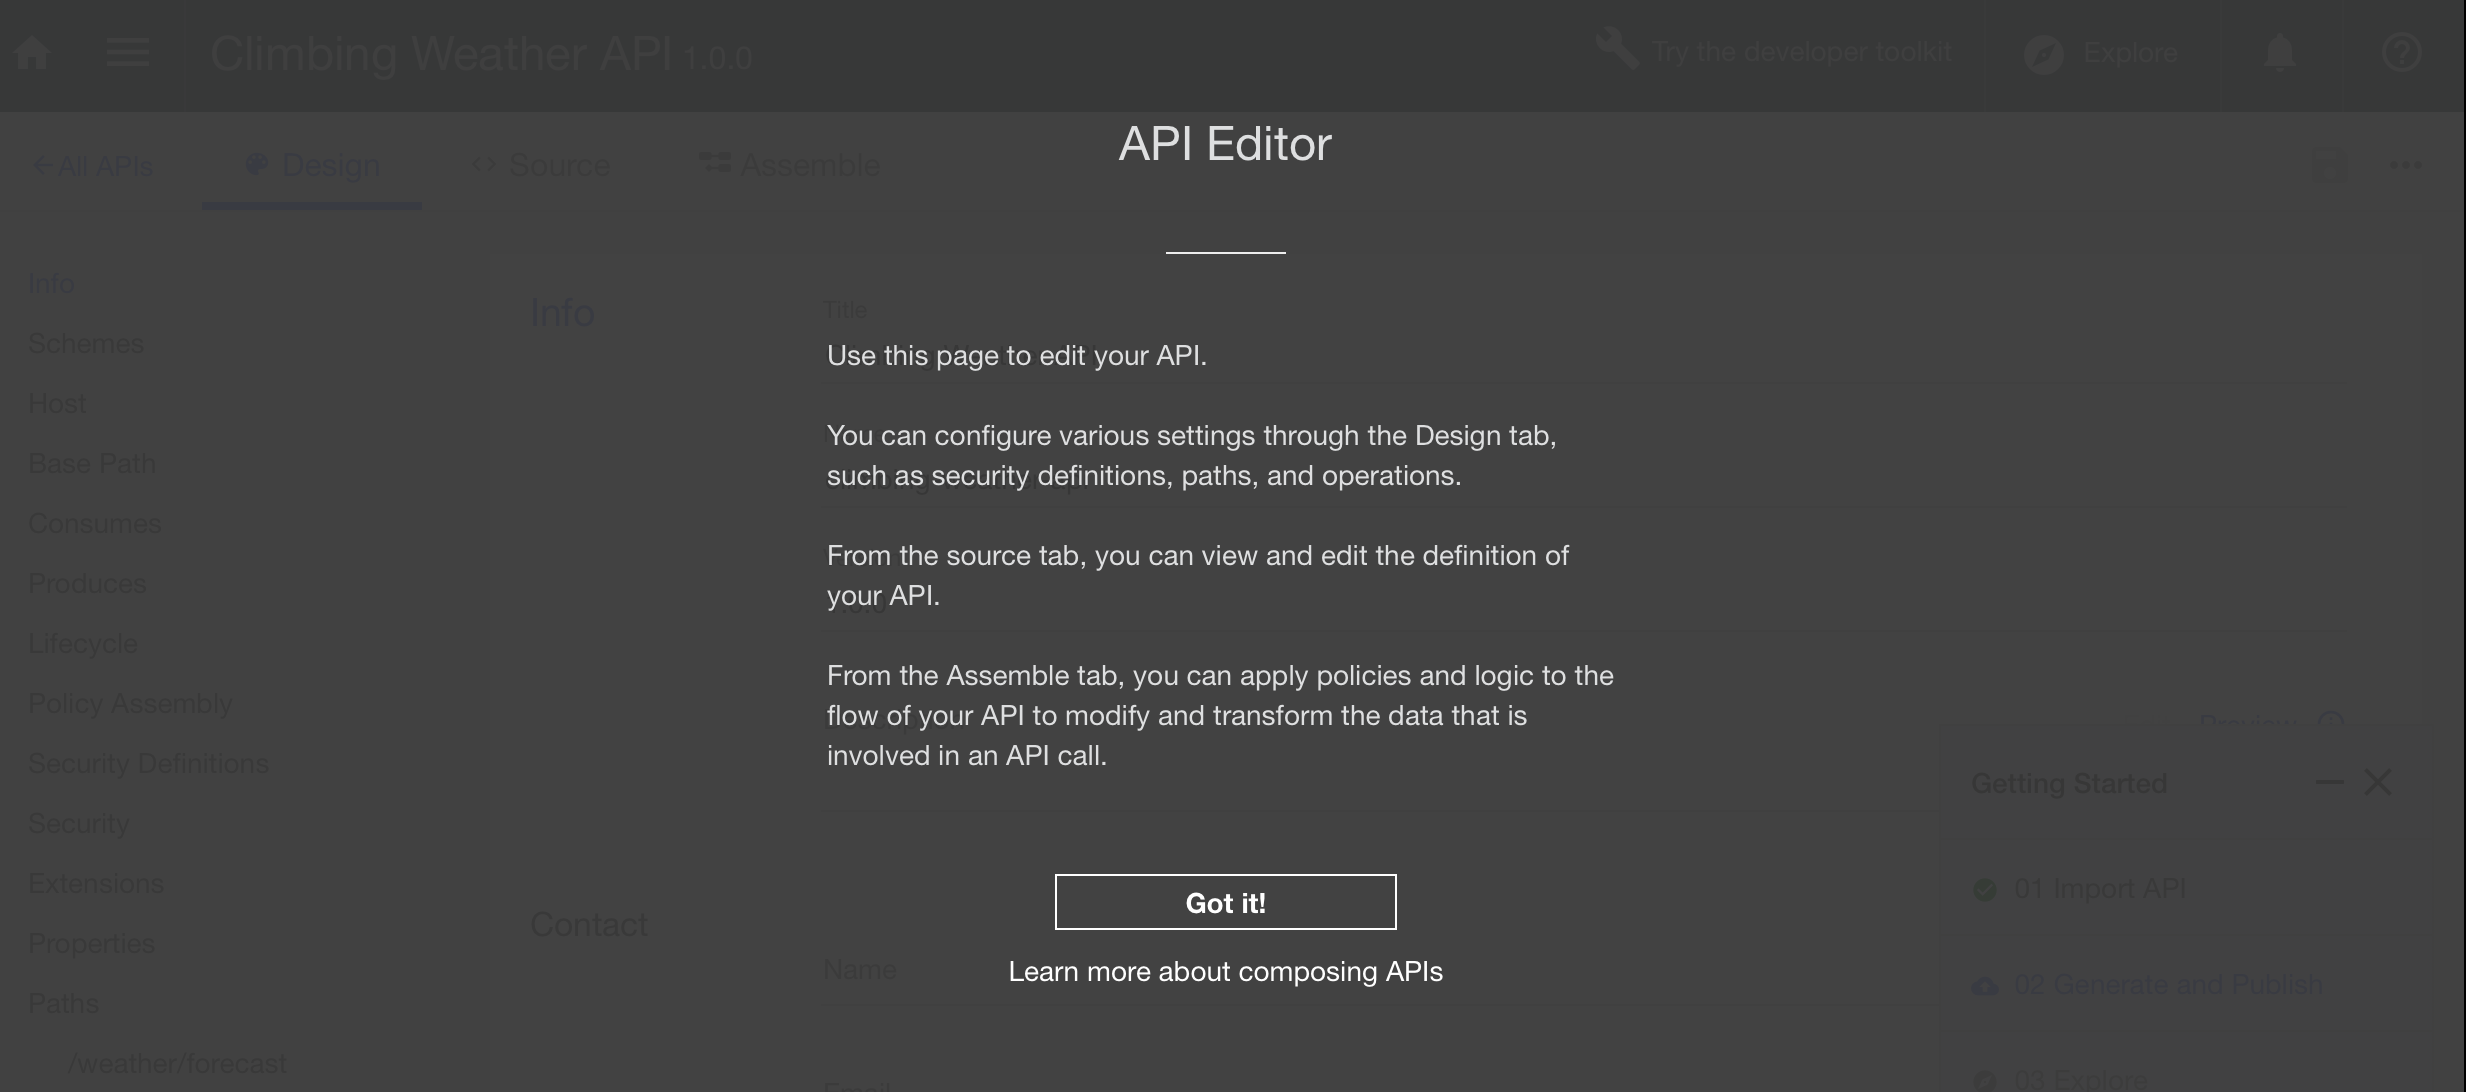 Climbing Weather API 1.0.0
Try the developer toolkit
Explore
All APIs
Design
Source
Assemble
API Editor
Info
Schemes
Host
Base Path
Consumes
Produces
Lifecycle
Policy Assembly
Security Definitions
Security
Extensions
Properties
Paths
/weather/forecast
Info
Title
Use this page to edit your API.
You can configure various settings through the Design tab,
such as security definitions, paths, and operations.
From the source tab, you can view and edit the definition of
your API.
From the Assemble tab, you can apply policies and logic to the
flow of your API to modify and transform the data that is
involved in an API call.
Preview
Got it!
Learn more about composing APIs
Contact
Name
Email
Getting Started
01 Import API
02 Generate and Publish
03 Explore